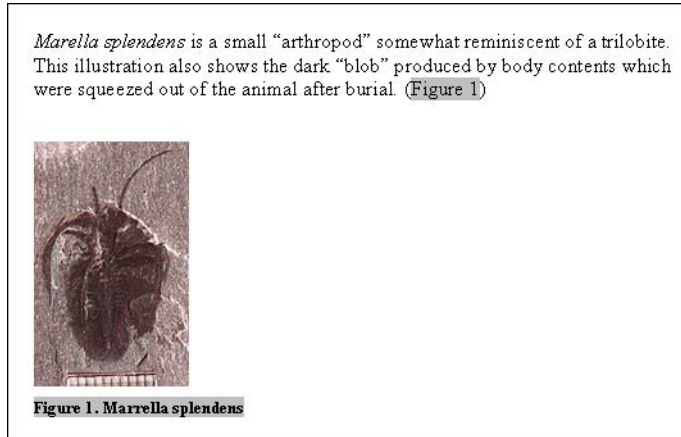 Marella splendens is a small “arthropod” somewhat reminiscent of a trilobite.
This illustration also shows the dark “blob” produced by body contents which
were squeezed out of the animal after burial. (Figure 1)
Figure 1. Marrella splendens